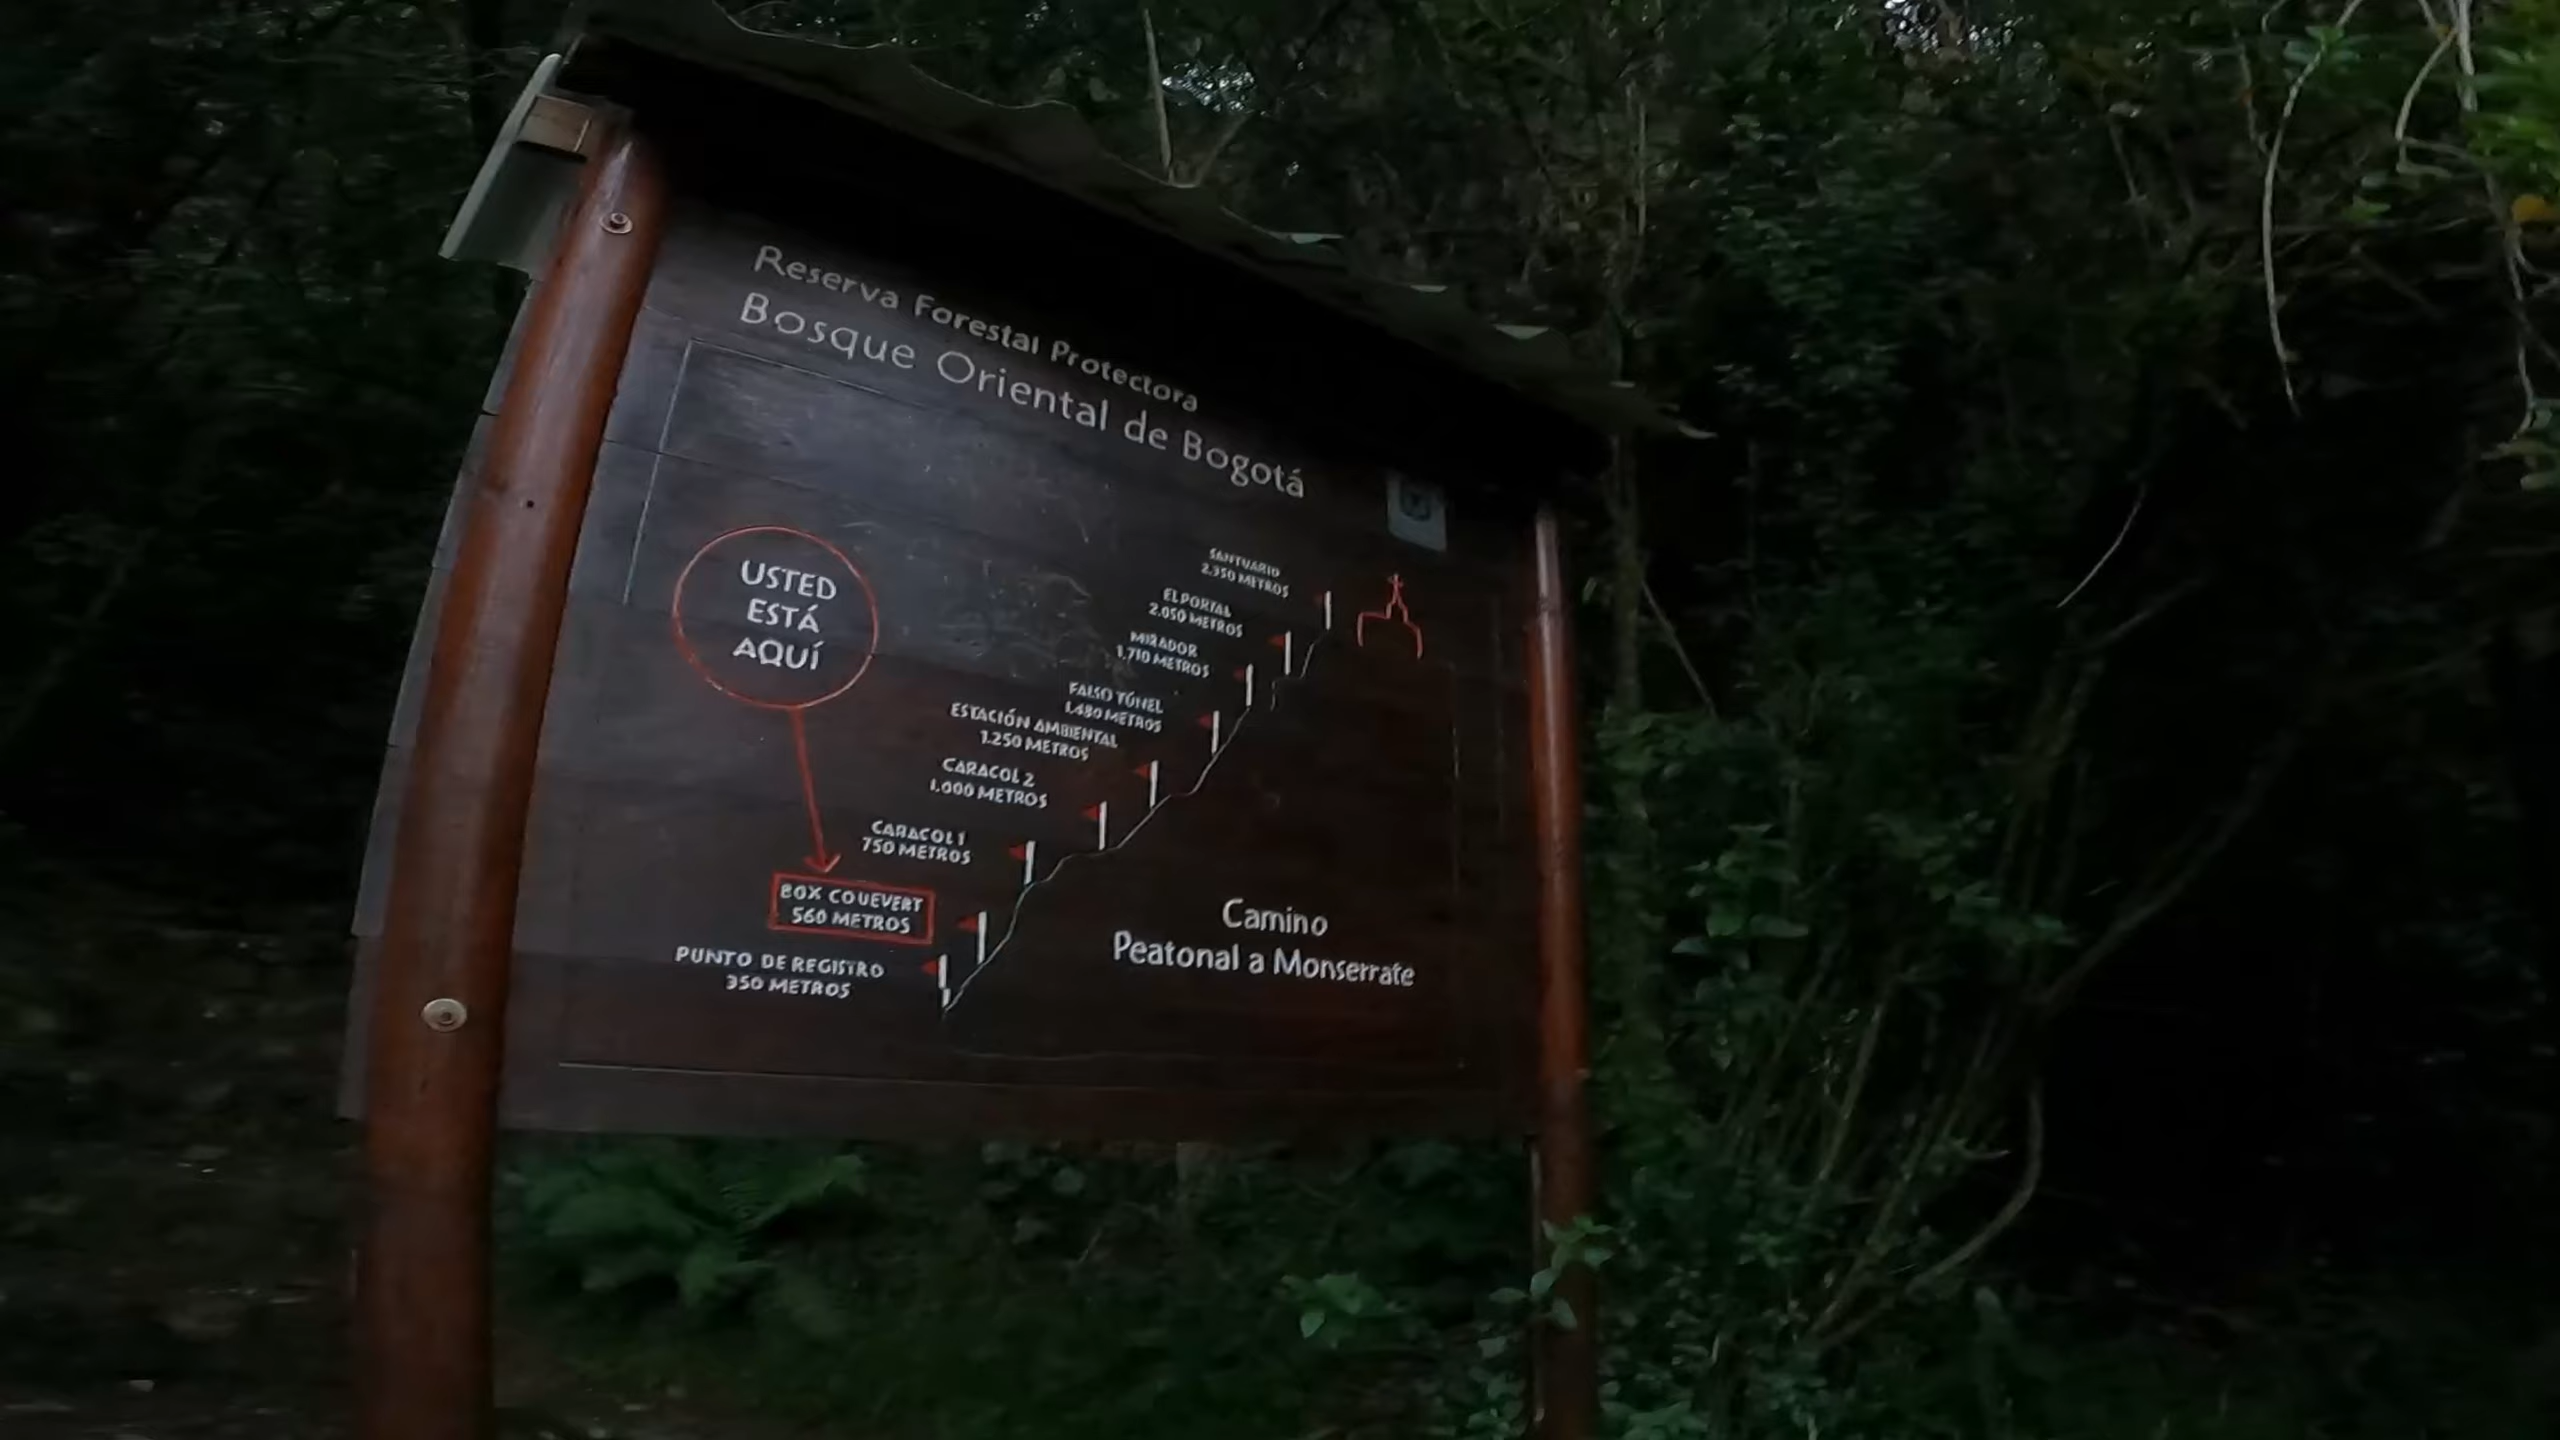 Reserva Forestal Protectora
Bosque Oriental de Bogotá
USTED
ESTÁ
AQUÍ
SANTUARIO
2.350 METROS
EL PORTAL
2.050 METROS
MIRADOR
1.710 METROS
FALSO TÚNEL
1.480 METROS
ESTACIÓN AMBIENTAL
1.250 METROS
CARACOL 2
1.000 METROS
CARACOL 1
750 METROS
BOX COUEVERT
560 METROS
PUNTO DE REGISTRO
350 METROS
Camino
Peatonal a Monserrate